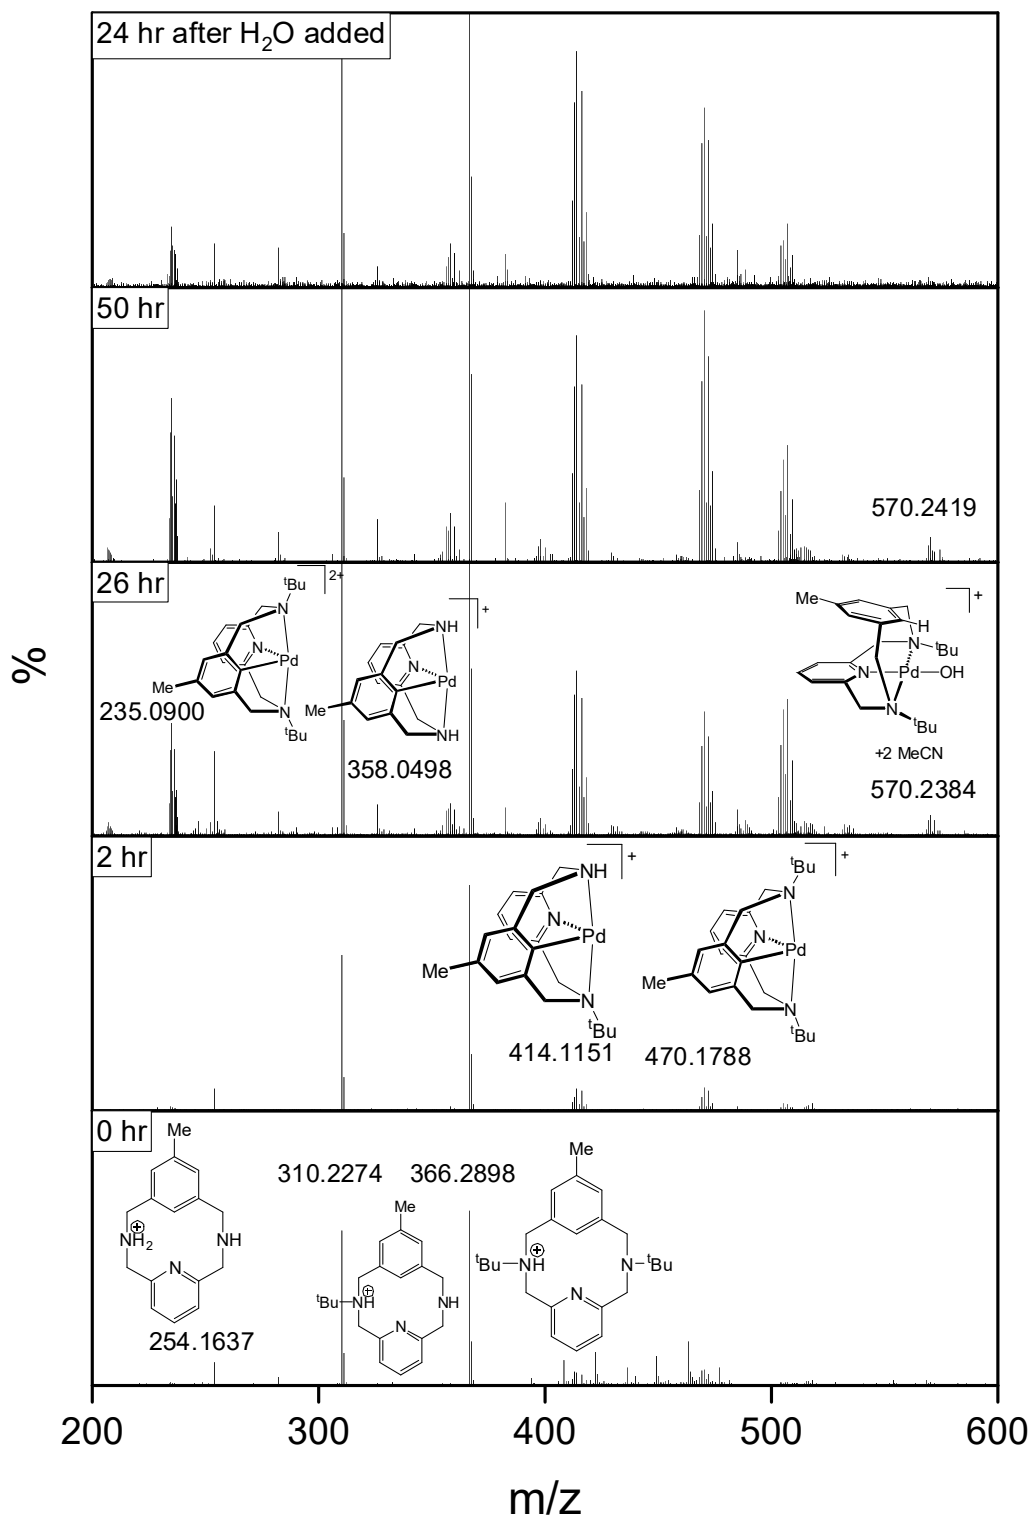 24 hr after H₂O added
50 hr
570.2419
26 hr
tBu
2+
N
N
Pd
Me
N
tBu
235.0900
+
NH
N
Pd
Me
NH
358.0498
+
Me
H
N
tBu
N
Pd
OH
N
tBu
+2 MeCN
570.2384
%
2 hr
+
NH
N
Pd
Me
N
tBu
414.1151
+
tBu
N
N
Pd
Me
N
tBu
470.1788
0 hr
Me
NH₂
⊕
NH
N
254.1637
310.2274
Me
tBu
NH
⊕
NH
N
366.2898
Me
tBu
NH
⊕
N
tBu
N
200
300
400
500
600
m/z